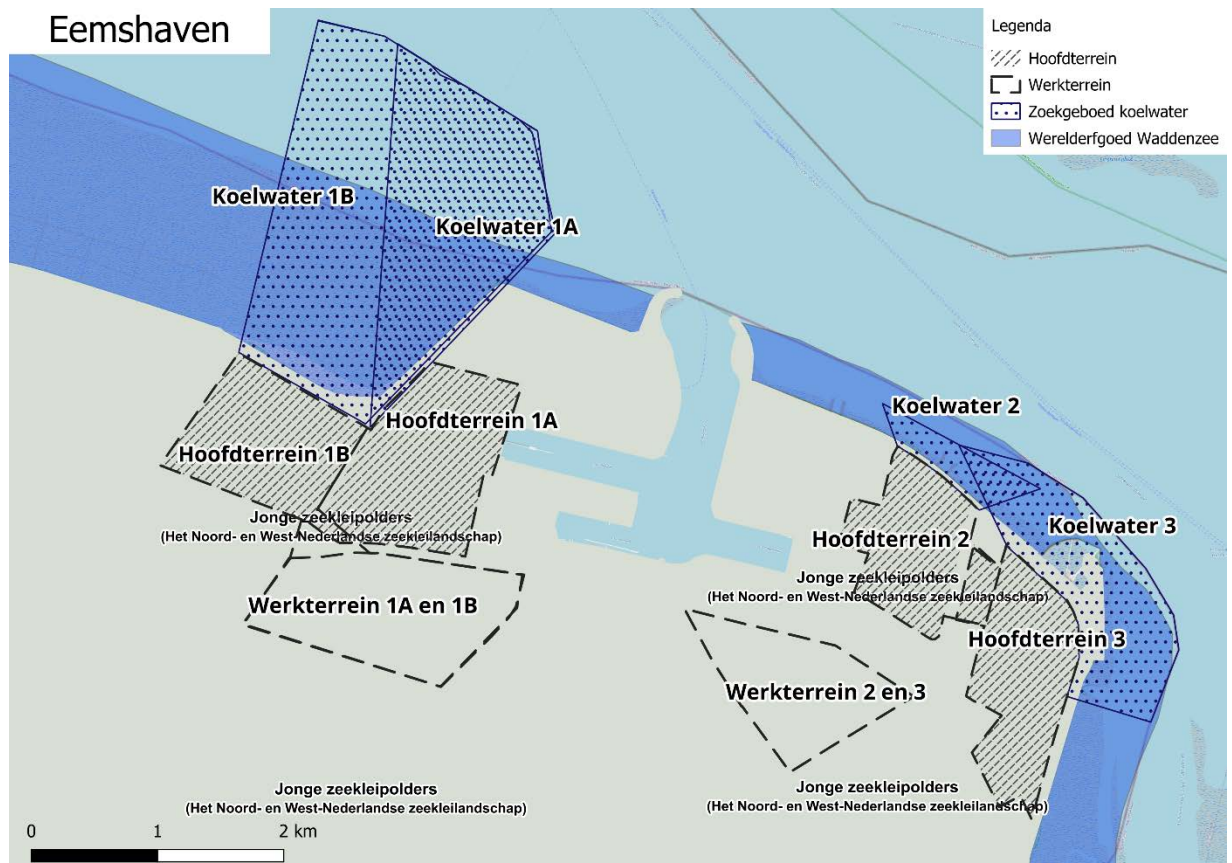 Eemshaven
Legenda
Hoofdterrein
Werkterrein
Zoekgeboed koelwater
Werelderfgoed Waddenzee
Koelwater 1B
Koelwater 1A
Koelwater 2
Hoofdterrein 1A
Hoofdterrein 1B
Koelwater 3
Jonge zeekleipolders
(Het Noord- en West-Nederlandse zeekleilandschap)
Hoofdterrein 2
Jonge zeekleipolders
(Het Noord- en West-Nederlandse zeekleilandschap)
Werkterrein 1A en 1B
Hoofdterrein 3
Werkterrein 2 en 3
Jonge zeekleipolders
(Het Noord- en West-Nederlandse zeekleilandschap)
Jonge zeekleipolders
(Het Noord- en West-Nederlandse zeekleilandschap)
0 1 2 km